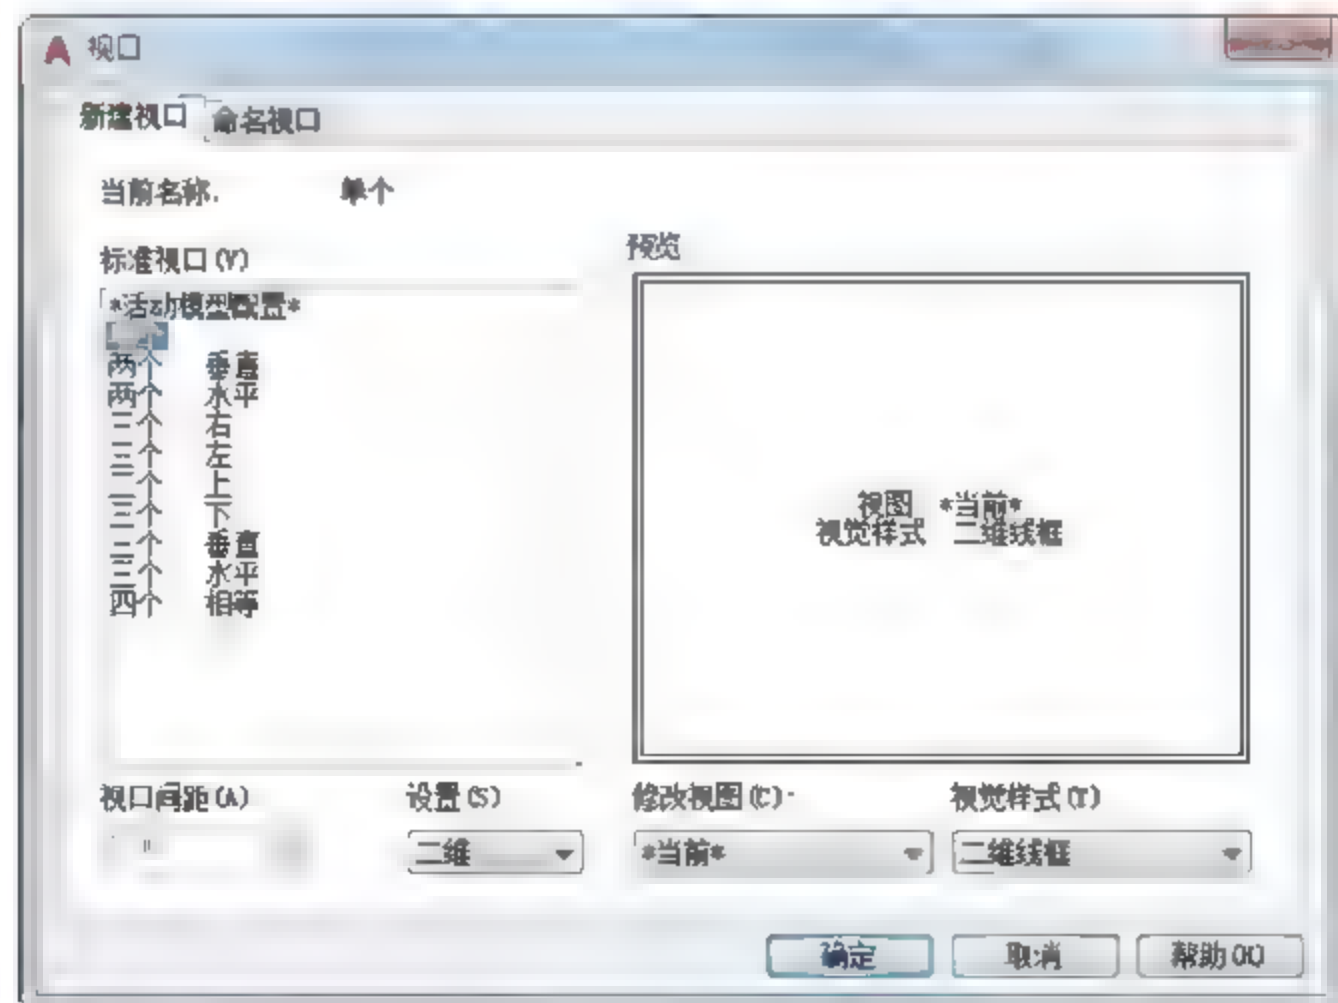 视口
新建视口 命名视口
当前名称: 单个
标准视口(V)
预览
*活动模型配置*
两个 垂直
两个 水平
三个 右
三个 左
三个 上
三个 下
三个 垂直
三个 水平
四个 相等
视图 *当前*
视觉样式 二维线框
视口间距(A) 设置(S) 修改视图(C): 视觉样式(T)
二维 *当前* 二维线框
确定 取消 帮助(H)